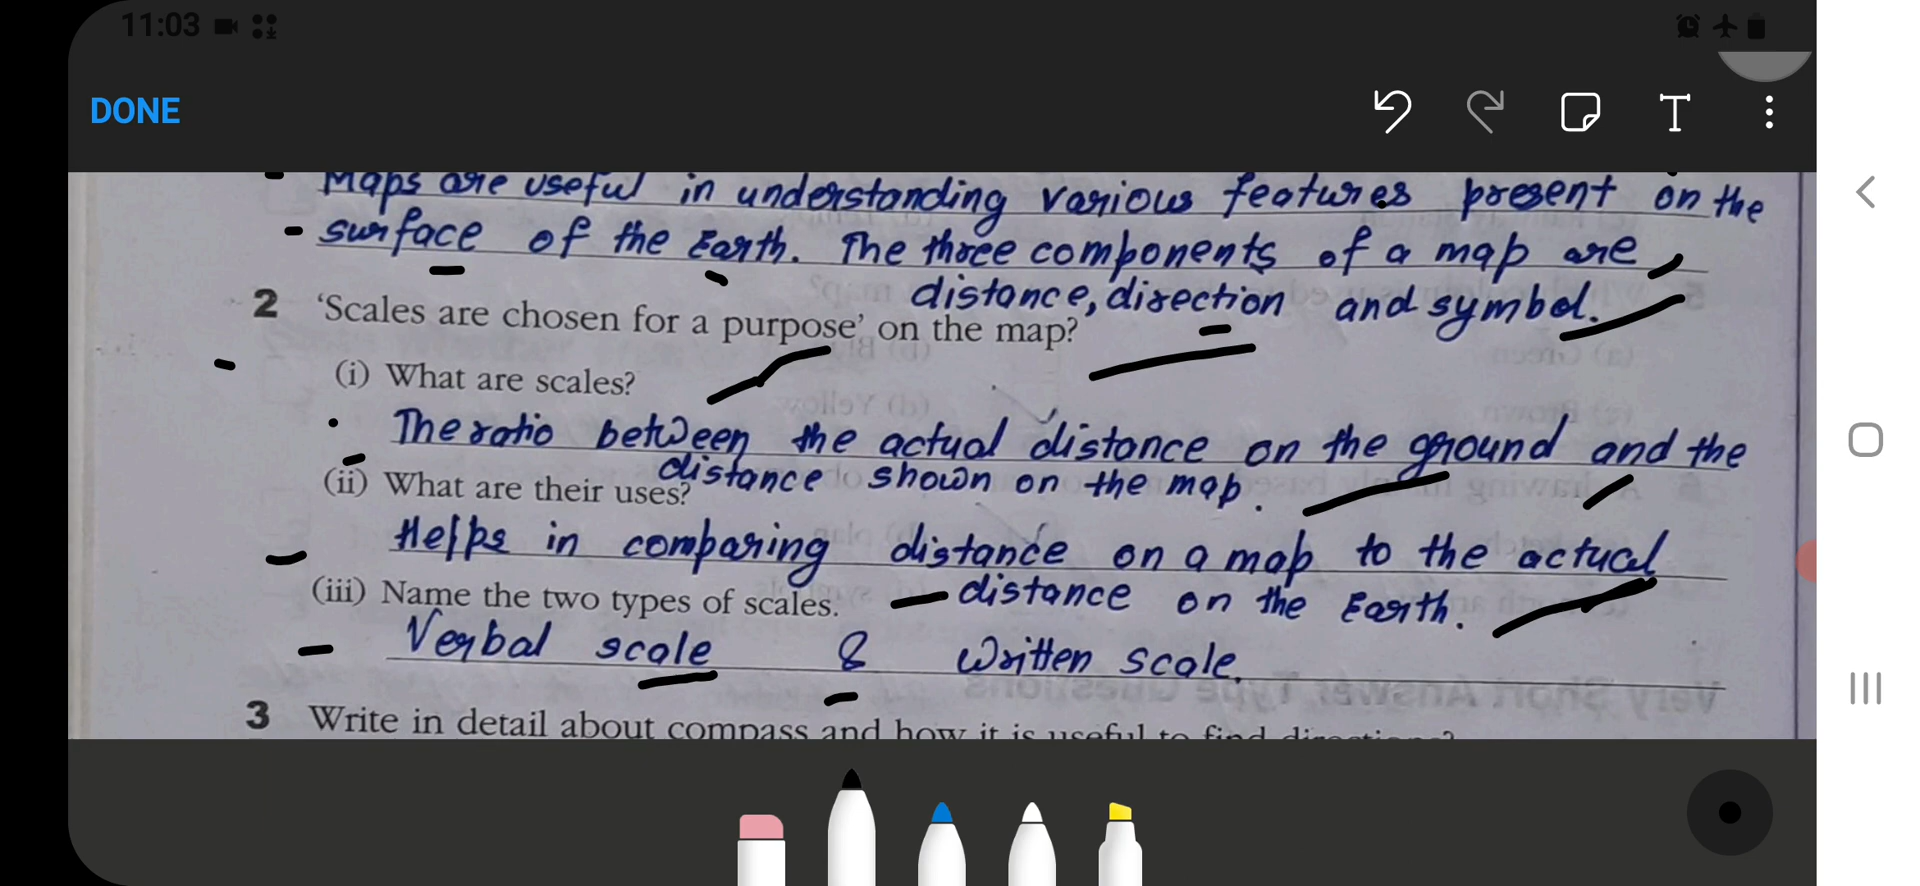 11:03
DONE
T
Maps are useful in understanding various features present on the
surface of the Earth. The three components of a map are
distance, direction and symbol.
2 'Scales are chosen for a purpose' on the map?
(i) What are scales?
The ratio between the actual distance on the ground and the
distance shown on the map.
(ii) What are their uses?
Helps in comparing distance on a map to the actual
distance on the Earth.
(iii) Name the two types of scales.
Verbal scale & Written scale.
Very Short Answer Type Questions
3 Write in detail about compass and how it is useful to find directions?